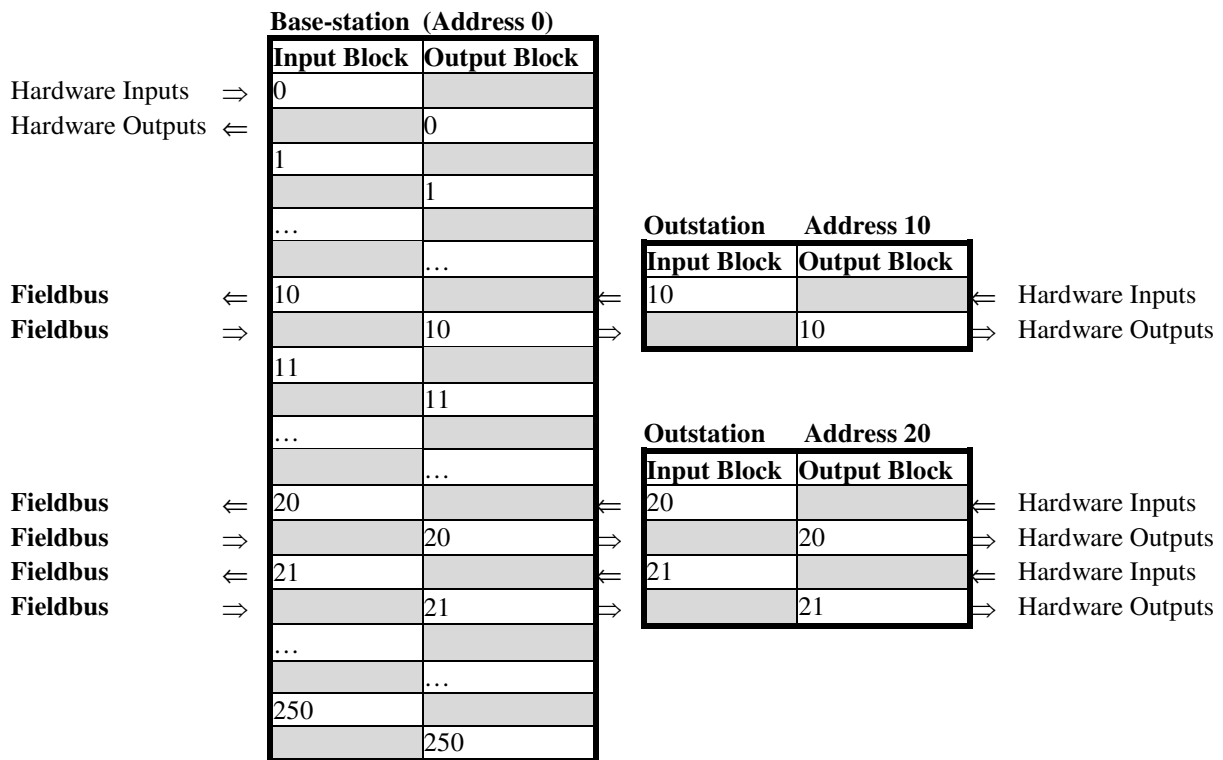 Base-station (Address 0)
Input Block Output Block
Hardware Inputs ⇒ 0
Hardware Outputs ⇐ 0
1
1
…
Outstation Address 10
…
Input Block Output Block
Fieldbus ⇐ 10 ⇐ 10 ⇐ Hardware Inputs
Fieldbus ⇒ 10 ⇒ 10 ⇒ Hardware Outputs
11
11
…
Outstation Address 20
…
Input Block Output Block
Fieldbus ⇐ 20 ⇐ 20 ⇐ Hardware Inputs
Fieldbus ⇒ 20 ⇒ 20 ⇒ Hardware Outputs
Fieldbus ⇐ 21 ⇐ 21 ⇐ Hardware Inputs
Fieldbus ⇒ 21 ⇒ 21 ⇒ Hardware Outputs
…
…
250
250